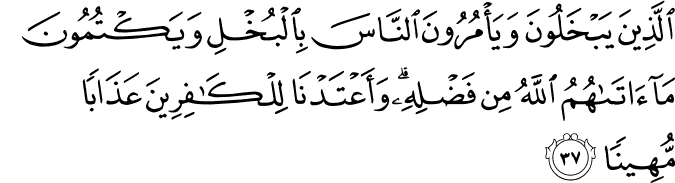 ٱلَّذِينَ يَبۡخَلُونَ وَيَأۡمُرُونَ ٱلنَّاسَ بِٱلۡبُخۡلِ وَيَكۡتُمُونَ
مَآ ءَاتَىٰهُمُ ٱللَّهُ مِن فَضۡلِهِۦۗ وَأَعۡتَدۡنَا لِلۡكَٰفِرِينَ عَذَابٗا
مُّهِينٗا ٣٧